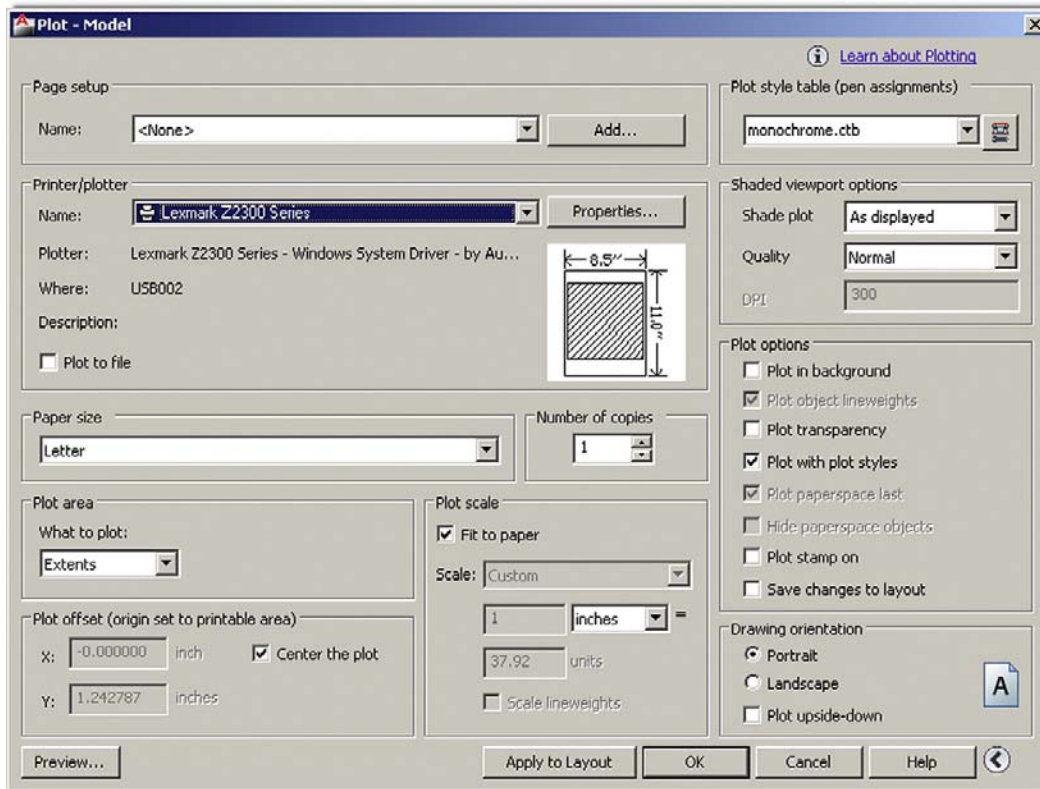 Plot - Model
Learn about Plotting
Page setup
Name:
<None>
Add...
Plot style table (pen assignments)
monochrome.ctb
Printer/plotter
Name:
Lexmark Z2300 Series
Properties...
Plotter:
Lexmark Z2300 Series - Windows System Driver - by Au...
Where:
USB002
Description:
Plot to file
8.5"
11.0"
Shaded viewport options
Shade plot
As displayed
Quality
Normal
DPI
300
Paper size
Letter
Number of copies
1
Plot options
Plot in background
Plot object lineweights
Plot transparency
Plot with plot styles
Plot paperspace last
Hide paperspace objects
Plot stamp on
Save changes to layout
Plot area
What to plot:
Extents
Plot scale
Fit to paper
Scale:
Custom
1
inches
=
37.92
units
Scale lineweights
Plot offset (origin set to printable area)
X:
-0.000000
inch
Center the plot
Y:
1.242787
inches
Drawing orientation
Portrait
Landscape
Plot upside-down
A
Preview...
Apply to Layout
OK
Cancel
Help